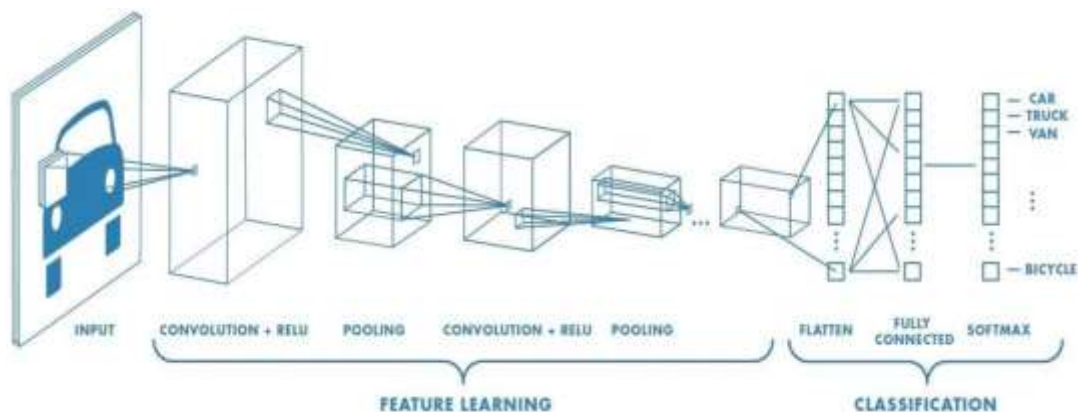 CAR
TRUCK
VAN
...
...
BICYCLE
INPUT CONVOLUTION + RELU POOLING CONVOLUTION + RELU POOLING FLATTEN FULLY CONNECTED SOFTMAX
FEATURE LEARNING CLASSIFICATION